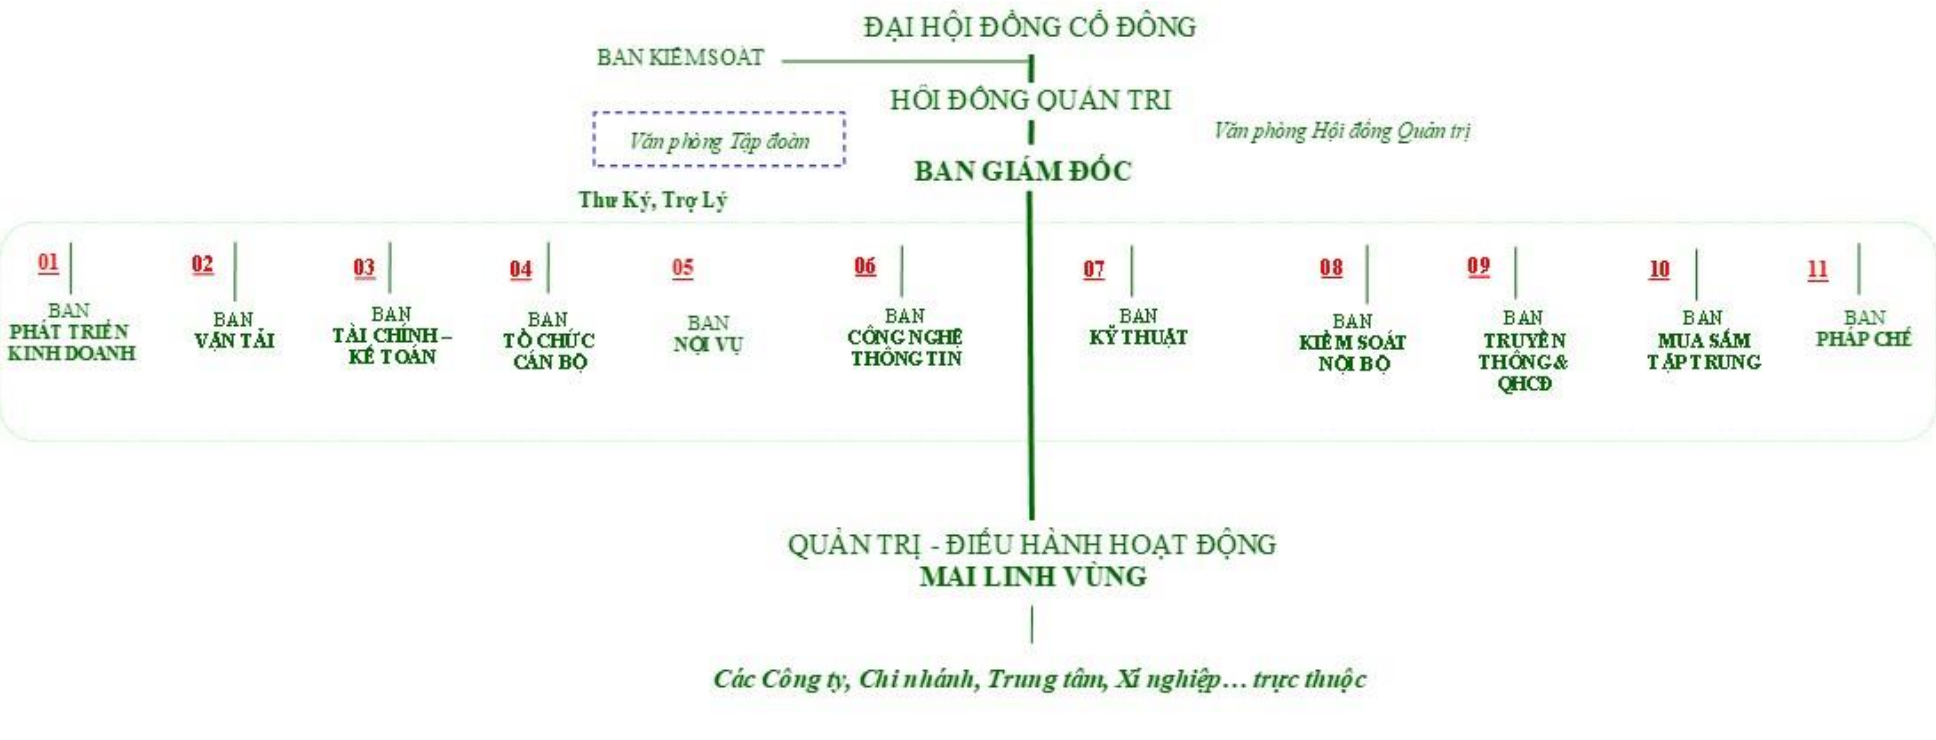 ĐẠI HỘI ĐỒNG CỔ ĐÔNG
BAN KIỂM SOÁT
HỘI ĐỒNG QUẢN TRỊ
Văn phòng Tập đoàn
Văn phòng Hội đồng Quản trị
BAN GIÁM ĐỐC
Thư Ký, Trợ Lý
01
BAN
PHÁT TRIỂN
KINH DOANH
02
BAN
VẬN TẢI
03
BAN
TÀI CHÍNH –
KẾ TOÁN
04
BAN
TỔ CHỨC
CÁN BỘ
05
BAN
NỘI VỤ
06
BAN
CÔNG NGHỆ
THÔNG TIN
07
BAN
KỸ THUẬT
08
BAN
KIỂM SOÁT
NỘI BỘ
09
BAN
TRUYỀN
THÔNG &
QHCĐ
10
BAN
MUA SẮM
TẬP TRUNG
11
BAN
PHÁP CHẾ
QUẢN TRỊ - ĐIỀU HÀNH HOẠT ĐỘNG
MAI LINH VÙNG
Các Công ty, Chi nhánh, Trung tâm, Xí nghiệp… trực thuộc